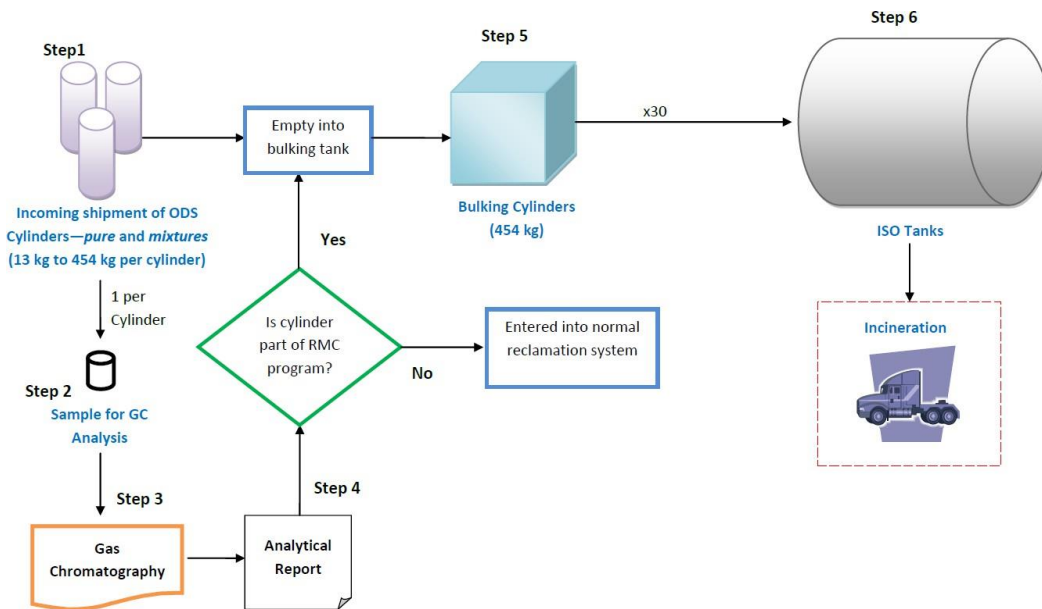 Step1
Incoming shipment of ODS
Cylinders—pure and mixtures
(13 kg to 454 kg per cylinder)
1 per
Cylinder
Step 2
Sample for GC
Analysis
Step 3
Gas
Chromatography
Step 4
Analytical
Report
Is cylinder
part of RMC
program?
Yes
No
Entered into normal
reclamation system
Empty into
bulking tank
Step 5
Bulking Cylinders
(454 kg)
x30
Step 6
ISO Tanks
Incineration